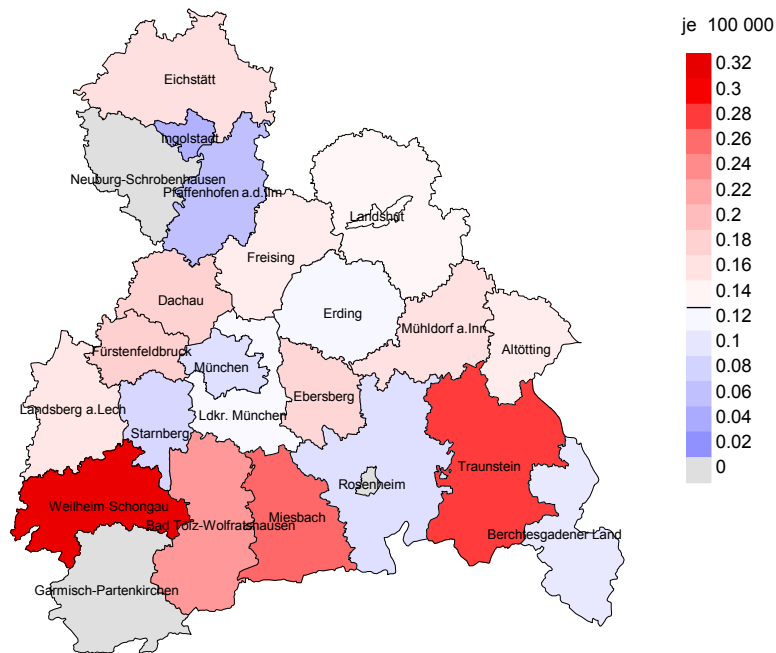 je 100 000
0.32
0.3
0.28
0.26
0.24
0.22
0.2
0.18
0.16
0.14
0.12
0.1
0.08
0.06
0.04
0.02
0
Eichstätt
Ingolstadt
Neuburg-Schrobenhausen
Pfaffenhofen a.d.Ilm
Landshut
Freising
Dachau
Erding
Mühldorf a.Inn
Altötting
Fürstenfeldbruck
München
Ebersberg
Landsberg a.Lech
Ldkr. München
Starnberg
Traunstein
Rosenheim
Weilheim-Schongau
Bad Tölz-Wolfratshausen
Miesbach
Berchtesgadener Land
Garmisch-Partenkirchen